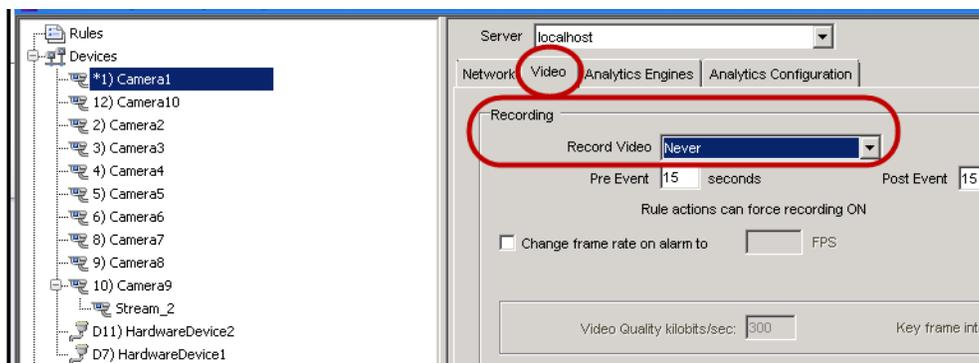 Rules
Devices
*1) Camera1
12) Camera10
2) Camera2
3) Camera3
4) Camera4
5) Camera5
6) Camera6
8) Camera7
9) Camera8
10) Camera9
Stream_2
D11) HardwareDevice2
D7) HardwareDevice1
Server localhost
Network Video Analytics Engines Analytics Configuration
Recording
Record Video Never
Pre Event 15 seconds Post Event 15
Rule actions can force recording ON
Change frame rate on alarm to FPS
Video Quality kilobits/sec: 300 Key frame int